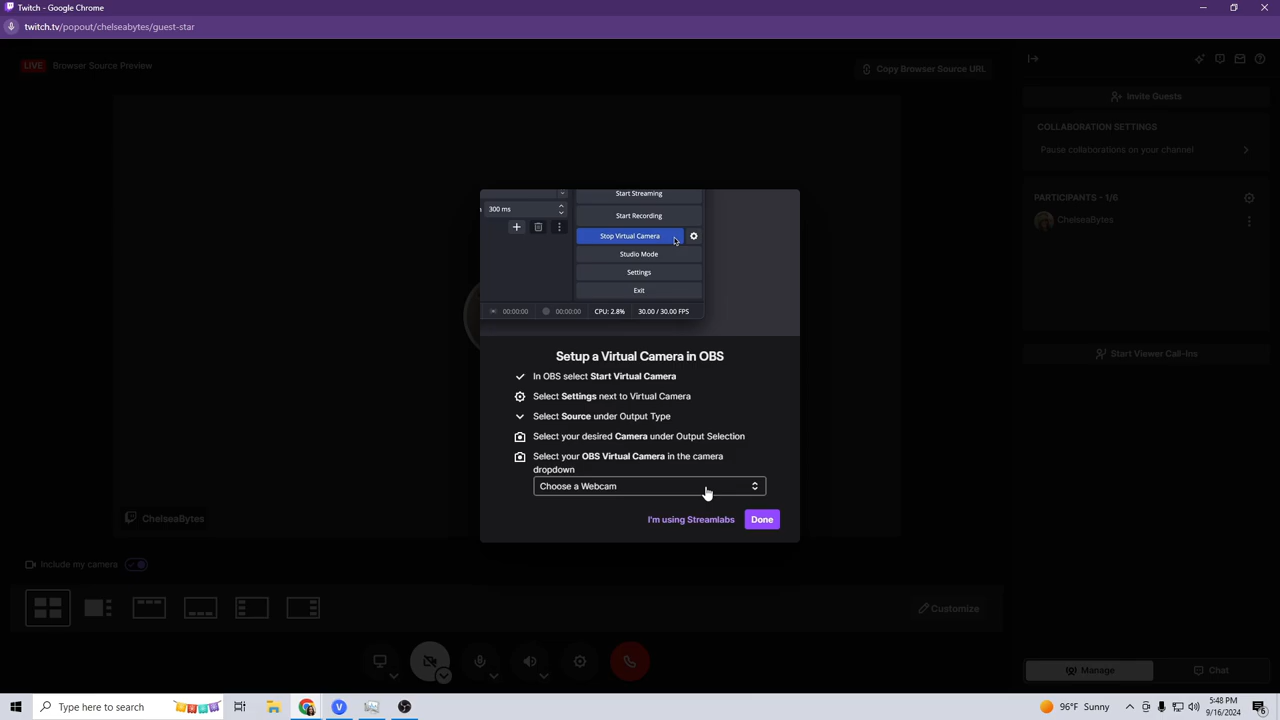 Twitch - Google Chrome
twitch.tv/popout/chelseabytes/guest-star
LIVE Browser Source Preview
Copy Browser Source URL
Invite Guests
COLLABORATION SETTINGS
Pause collaborations on your channel
PARTICIPANTS - 1/6
ChelseaBytes
Start Viewer Call-Ins
Start Streaming
300 ms
Start Recording
Stop Virtual Camera
Studio Mode
Settings
Exit
00:00:00 00:00:00 CPU: 2.8% 30.00 / 30.00 FPS
Setup a Virtual Camera in OBS
In OBS select Start Virtual Camera
Select Settings next to Virtual Camera
Select Source under Output Type
Select your desired Camera under Output Selection
Select your OBS Virtual Camera in the camera
dropdown
Choose a Webcam
I'm using Streamlabs Done
ChelseaBytes
Include my camera
Customize
Manage Chat
Type here to search
96°F Sunny
5:48 PM
9/16/2024
6